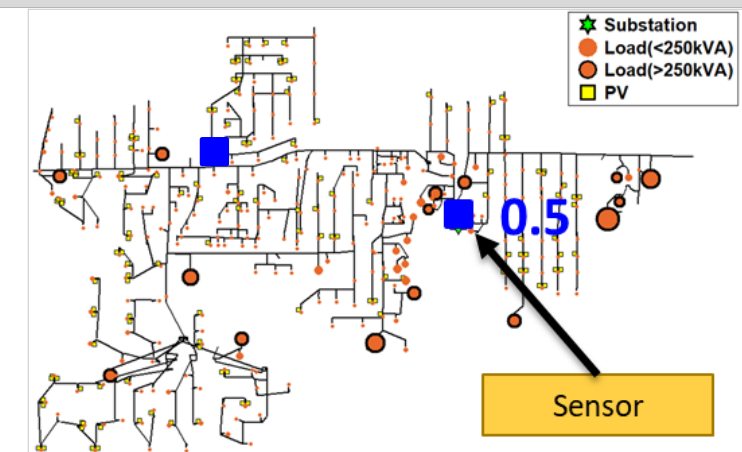 Substation
Load(<250kVA)
Load(>250kVA)
PV
0.5
Sensor